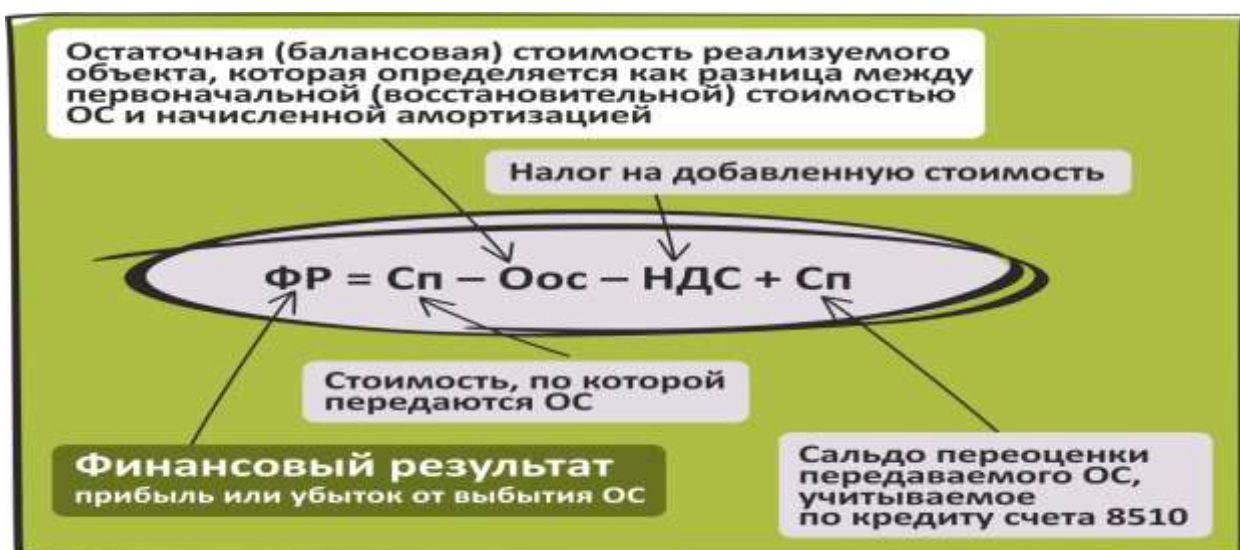 Остаточная (балансовая) стоимость реализуемого
объекта, которая определяется как разница между
первоначальной (восстановительной) стоимостью
ОС и начисленной амортизацией
Налог на добавленную стоимость
ФР = Сп – Оос – НДС + Сп
Стоимость, по которой
передаются ОС
Финансовый результат
прибыль или убыток от выбытия ОС
Сальдо переоценки
передаваемого ОС,
учитываемое
по кредиту счета 8510